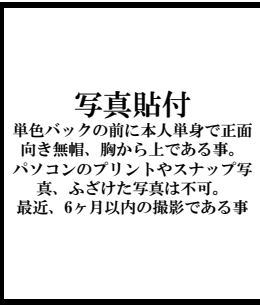 写真貼付
単色バックの前に本人単身で正面
向き無帽、胸から上である事。
パソコンのプリントやスナップ写
真、ふざけた写真は不可。
最近、6ヶ月以内の撮影である事